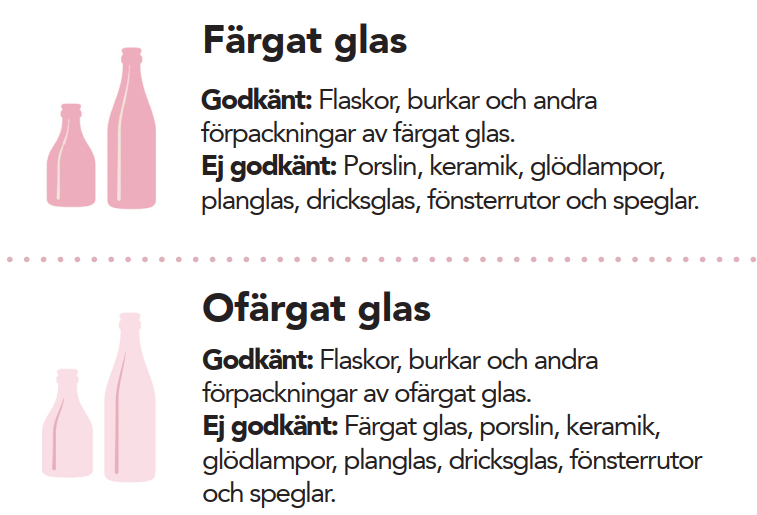 Färgat glas
Godkänt: Flaskor, burkar och andra
förpackningar av färgat glas.
Ej godkänt: Porslin, keramik, glödlampor,
planglas, dricksglas, fönsterrutor och speglar.
Ofärgat glas
Godkänt: Flaskor, burkar och andra
förpackningar av ofärgat glas.
Ej godkänt: Färgat glas, porslin, keramik,
glödlampor, planglas, dricksglas, fönsterrutor
och speglar.